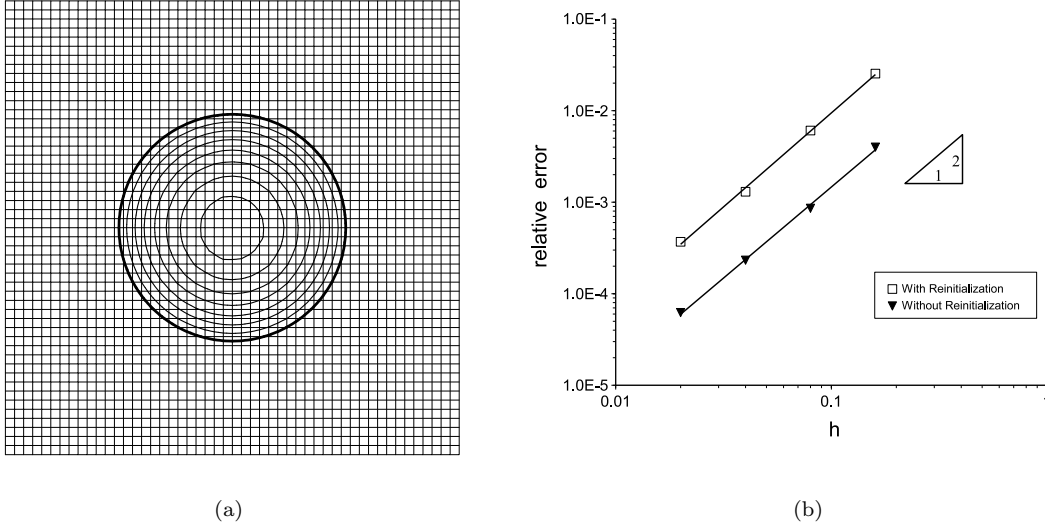 1.0E-1
1.0E-2
1.0E-3
1.0E-4
1.0E-5
relative error
2
1
With Reinitialization
Without Reinitialization
0.01
0.1
1
h
(a)
(b)